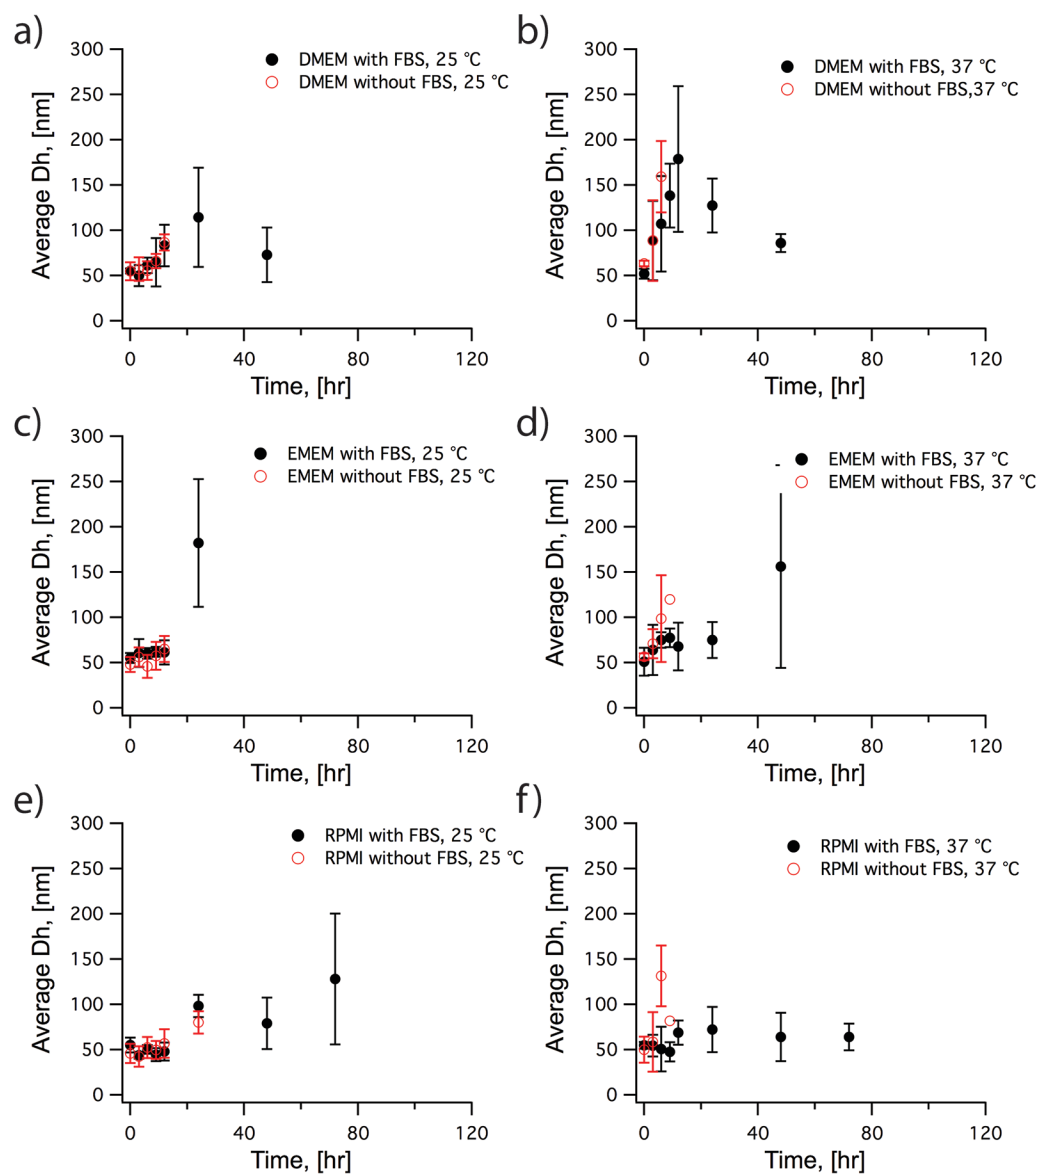 a)
300
250
200
150
100
50
0
Average Dh, [nm]
DMEM with FBS, 25 °C
DMEM without FBS, 25 °C
0 40 80 120
Time, [hr]
b)
300
250
200
150
100
50
0
Average Dh, [nm]
DMEM with FBS, 37 °C
DMEM without FBS,37 °C
0 40 80 120
Time, [hr]
c)
300
250
200
150
100
50
0
Average Dh, [nm]
EMEM with FBS, 25 °C
EMEM without FBS, 25 °C
0 40 80 120
Time, [hr]
d)
300
250
200
150
100
50
0
Average Dh, [nm]
EMEM with FBS, 37 °C
EMEM without FBS, 37 °C
0 40 80 120
Time, [hr]
e)
300
250
200
150
100
50
0
Average Dh, [nm]
RPMI with FBS, 25 °C
RPMI without FBS, 25 °C
0 40 80 120
Time, [hr]
f)
300
250
200
150
100
50
0
Average Dh, [nm]
RPMI with FBS, 37 °C
RPMI without FBS, 37 °C
0 40 80 120
Time, [hr]